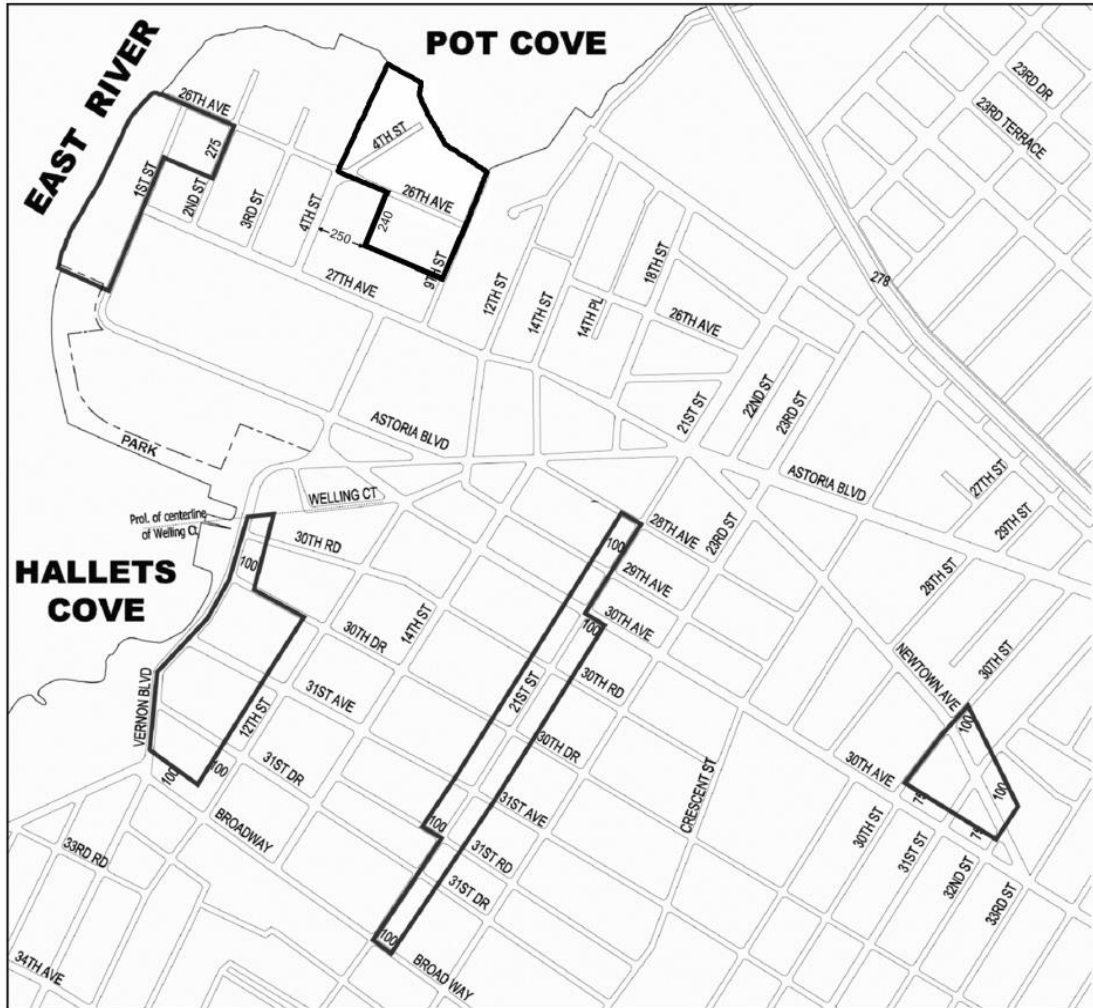 POT COVE
EAST RIVER
26TH AVE
275
1ST ST
2ND ST
3RD ST
4TH ST
4TH ST
26TH AVE
240
250
9TH ST
27TH AVE
12TH ST
14TH ST
14TH PL
18TH ST
26TH AVE
278
23RD DR
23RD TERRACE
21ST ST
22ND ST
23RD ST
ASTORIA BLVD
ASTORIA BLVD
27TH ST
29TH ST
28TH ST
30TH ST
PARK
WELLING CT
Prol. of centerline
of Welling Ct.
HALLETS
COVE
100
30TH RD
30TH DR
14TH ST
31ST AVE
12TH ST
VERNON BLVD
100
100
31ST DR
BROADWAY
33RD RD
34TH AVE
100
28TH AVE
23RD ST
29TH AVE
30TH AVE
100
30TH RD
21ST ST
30TH DR
31ST AVE
100
31ST RD
31ST DR
100
BROAD WAY
CRESCENT ST
NEWTOWN AVE
100
100
30TH AVE
75
75
30TH ST
31ST ST
32ND ST
33RD ST